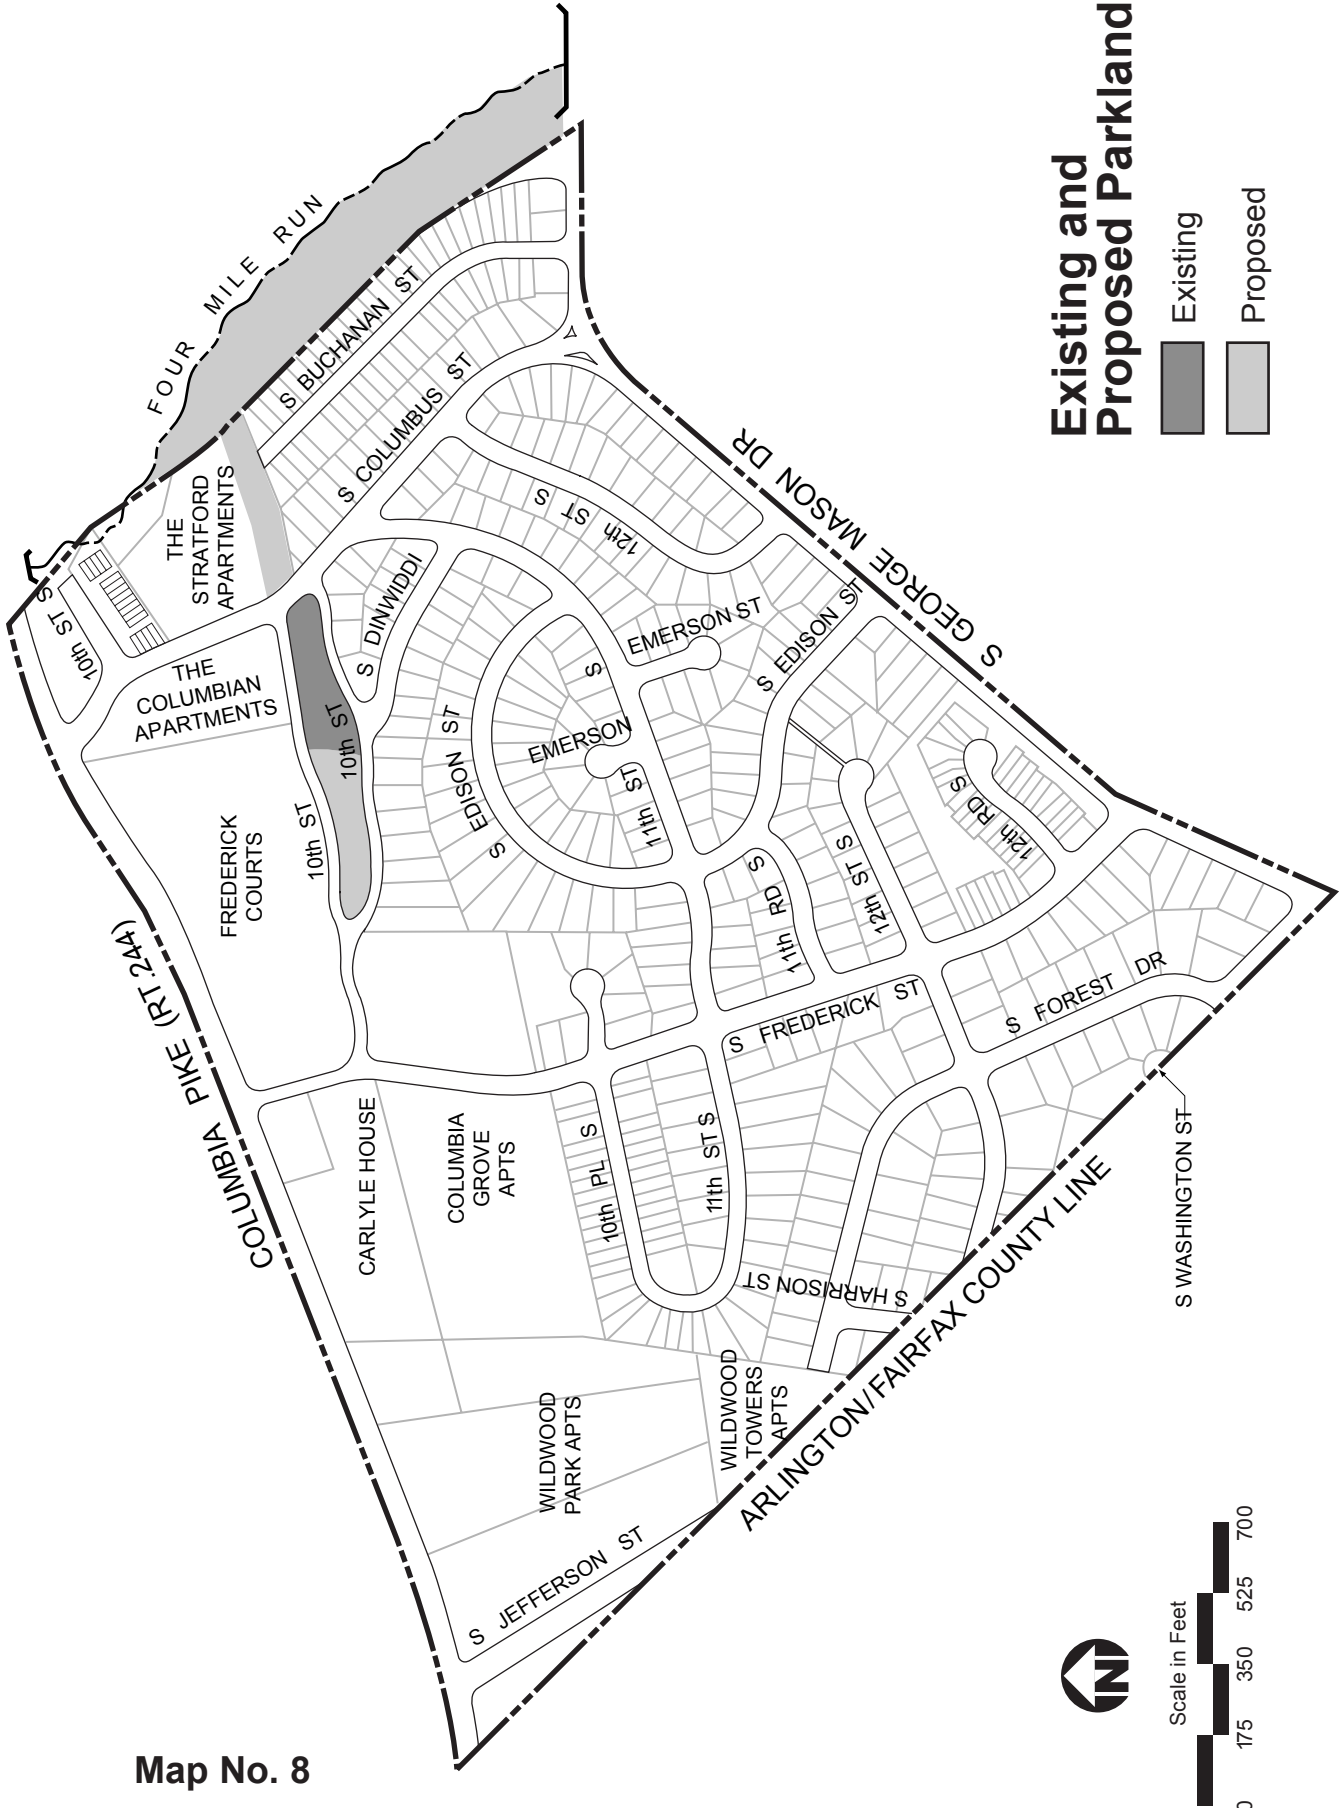 FOUR MILE RUN
S BUCHANAN ST
S COLUMBUS ST
THE
STRATFORD
APARTMENTS
10th ST S
THE
COLUMBIAN
APARTMENTS
S DINWIDDI
10th ST
10th ST
FREDERICK
COURTS
S EDISON ST
S
EMERSON
S
EMERSON ST
12th ST S
11th ST
S EDISON ST
S GEORGE MASON DR
12th RD S
12th ST S
11th RD S
S FREDERICK ST
S FOREST DR
COLUMBIA PIKE (RT.244)
CARLYLE HOUSE
COLUMBIA
GROVE
APTS
10th PL S
11th ST S
S HARRISON ST
WILDWOOD
PARK APTS
WILDWOOD
TOWERS
APTS
S JEFFERSON ST
ARLINGTON/FAIRFAX COUNTY LINE
S WASHINGTON ST
Existing and
Proposed Parkland
Existing
Proposed
N
Scale in Feet
0 175 350 525 700
Map No. 8